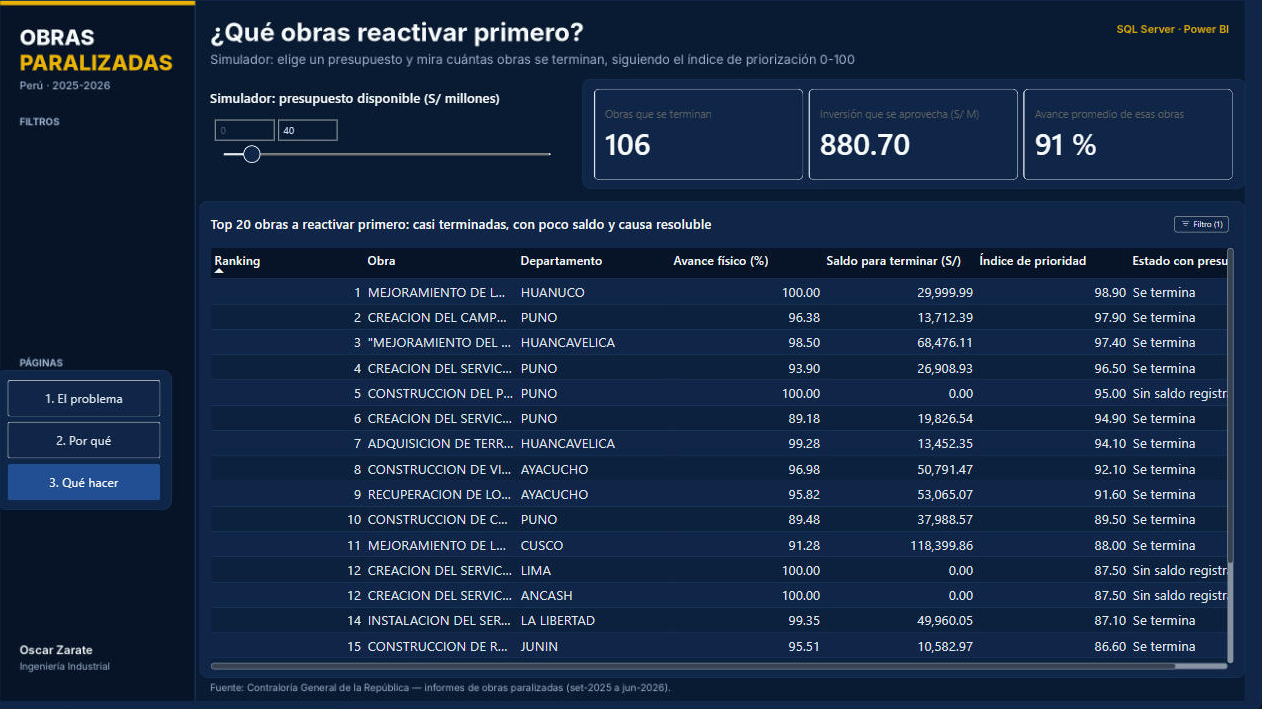 OBRAS
PARALIZADAS
Perú · 2025-2026
FILTROS
PÁGINAS
1. El problema
2. Por qué
3. Qué hacer
Oscar Zarate
Ingeniería Industrial
¿Qué obras reactivar primero?
SQL Server · Power BI
Simulador: elige un presupuesto y mira cuántas obras se terminan, siguiendo el índice de priorización 0-100
Simulador: presupuesto disponible (S/ millones)
0 40
Obras que se terminan
106
Inversión que se aprovecha (S/ M)
880.70
Avance promedio de esas obras
91 %
Top 20 obras a reactivar primero: casi terminadas, con poco saldo y causa resoluble
Filtro (1)
Ranking Obra Departamento Avance físico (%) Saldo para terminar (S/) Índice de prioridad Estado con presu
1 MEJORAMIENTO DE L... HUANUCO 100.00 29,999.99 98.90 Se termina
2 CREACION DEL CAMP... PUNO 96.38 13,712.39 97.90 Se termina
3 "MEJORAMIENTO DEL ... HUANCAVELICA 98.50 68,476.11 97.40 Se termina
4 CREACION DEL SERVIC... PUNO 93.90 26,908.93 96.50 Se termina
5 CONSTRUCCION DEL P... PUNO 100.00 0.00 95.00 Sin saldo registr
6 CREACION DEL SERVIC... PUNO 89.18 19,826.54 94.90 Se termina
7 ADQUISICION DE TERR... HUANCAVELICA 99.28 13,452.35 94.10 Se termina
8 CONSTRUCCION DE VI... AYACUCHO 96.98 50,791.47 92.10 Se termina
9 RECUPERACION DE LO... AYACUCHO 95.82 53,065.07 91.60 Se termina
10 CONSTRUCCION DE C... PUNO 89.48 37,988.57 89.50 Se termina
11 MEJORAMIENTO DE L... CUSCO 91.28 118,399.86 88.00 Se termina
12 CREACION DEL SERVIC... LIMA 100.00 0.00 87.50 Sin saldo registr
12 CREACION DEL SERVIC... ANCASH 100.00 0.00 87.50 Sin saldo registr
14 INSTALACION DEL SER... LA LIBERTAD 99.35 49,960.05 87.10 Se termina
15 CONSTRUCCION DE R... JUNIN 95.51 10,582.97 86.60 Se termina
Fuente: Contraloría General de la República — informes de obras paralizadas (set-2025 a jun-2026).